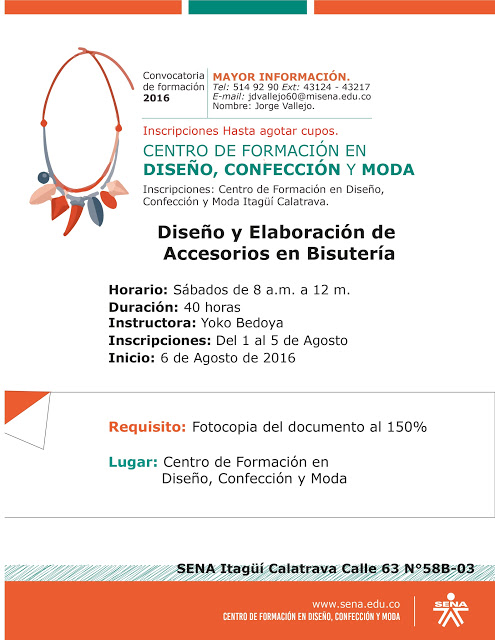 Convocatoria
de formación
2016
MAYOR INFORMACIÓN.
Tel: 514 92 90 Ext: 43124 - 43217
E-mail: jdvallejo60@misena.edu.co
Nombre: Jorge Vallejo.
Inscripciones Hasta agotar cupos.
CENTRO DE FORMACIÓN EN
DISEÑO, CONFECCIÓN Y MODA
Inscripciones: Centro de Formación en Diseño,
Confección y Moda Itagüí Calatrava.
Diseño y Elaboración de
Accesorios en Bisutería
Horario: Sábados de 8 a.m. a 12 m.
Duración: 40 horas
Instructora: Yoko Bedoya
Inscripciones: Del 1 al 5 de Agosto
Inicio: 6 de Agosto de 2016
Requisito: Fotocopia del documento al 150%
Lugar: Centro de Formación en
Diseño, Confección y Moda
SENA Itagüí Calatrava Calle 63 N°58B-03
www.sena.edu.co
CENTRO DE FORMACIÓN EN DISEÑO, CONFECCIÓN Y MODA
SENA